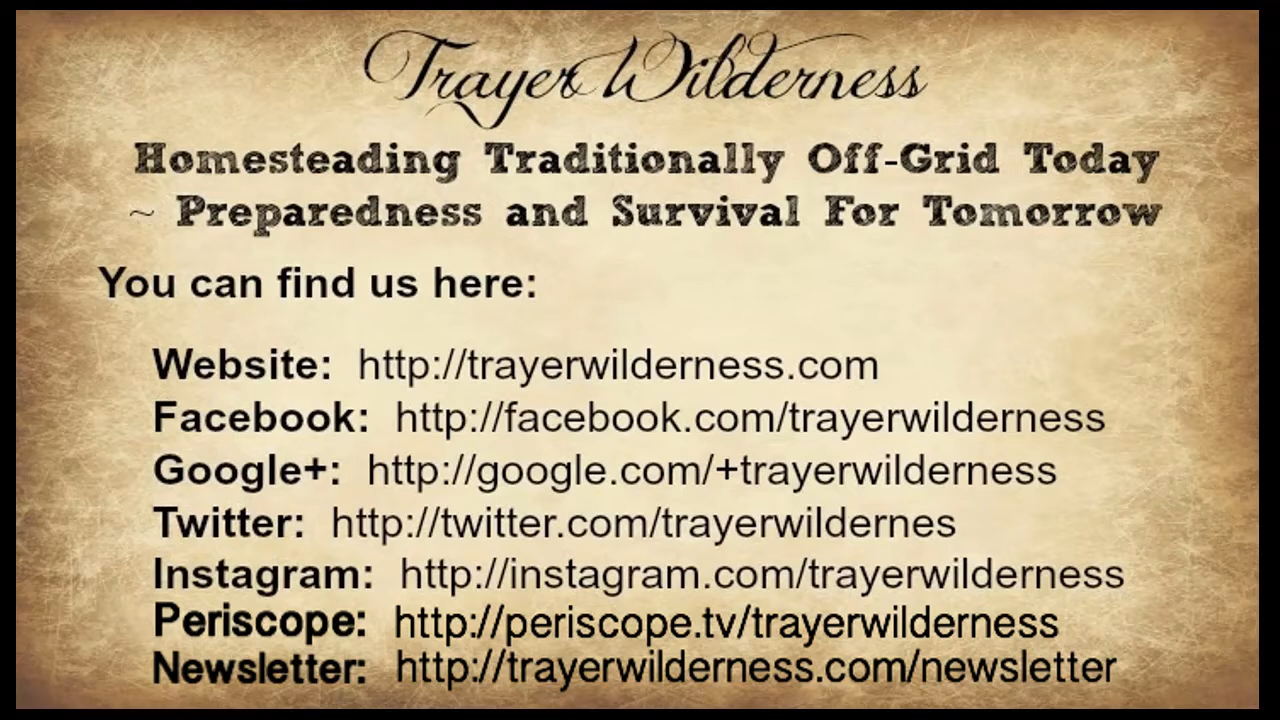 Trayer Wilderness
Homesteading Traditionally Off-Grid Today
~ Preparedness and Survival For Tomorrow
You can find us here:
Website: http://trayerwilderness.com
Facebook: http://facebook.com/trayerwilderness
Google+: http://google.com/+trayerwilderness
Twitter: http://twitter.com/trayerwildernes
Instagram: http://instagram.com/trayerwilderness
Periscope: http://periscope.tv/trayerwilderness
Newsletter: http://trayerwilderness.com/newsletter